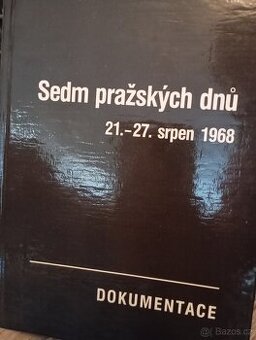 Sedm pražských dnů
21.-27. srpen 1968
DOKUMENTACE
© Bazos.cz